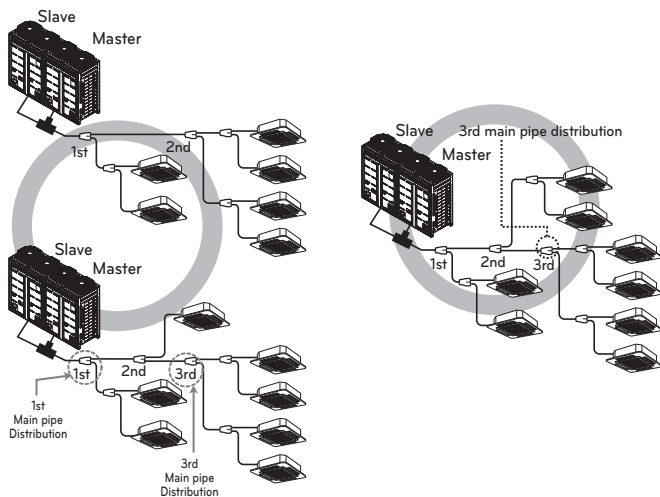 Slave
Master
1st
2nd
Slave
Master
1st
2nd
3rd
1st
Main pipe
Distribution
3rd
Main pipe
Distribution
Slave
3rd main pipe distribution
Master
1st
2nd
3rd